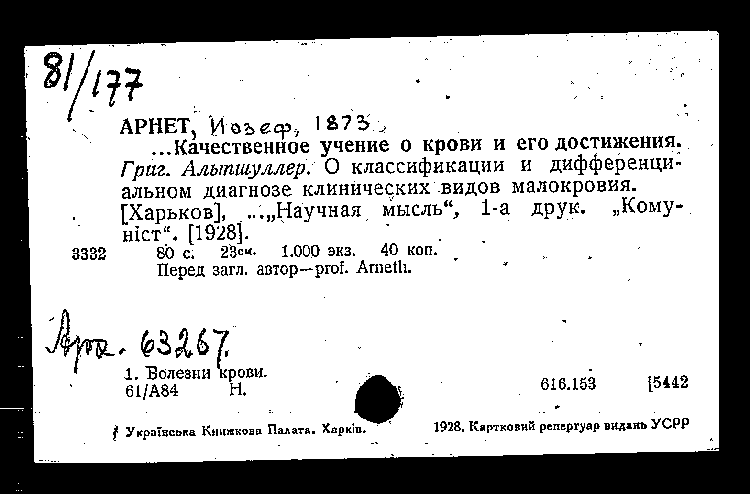 81/177
АРНЕТ, Иозеф, 1873
...Качественное учение о крови и его достижения.
Григ. Альпшуллер. О классификации и дифференци-
альном диагнозе клинических видов малокровия.
[Харьков], ...„Научная мысль“, 1-а друк. „Кому-
ніст“. [1928].
3332 80 с. 23см. 1.000 экз. 40 коп.
Перед загл. автор—prof. Arneth.
Арх. 63267.
1. Болезни крови.
61/А84 Н. 616.153 [5442
Українська Книжкова Палата. Харків. 1928. Картковий репертуар видань УСРР